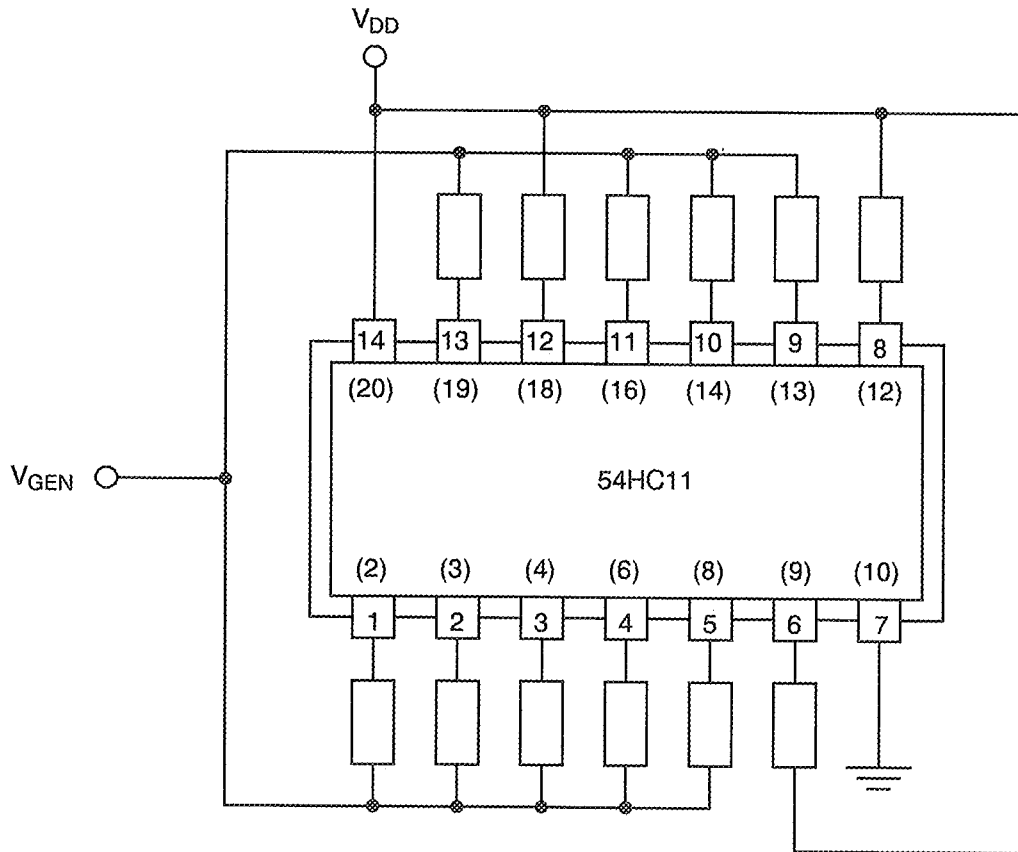 VDD
14 13 12 11 10 9 8
(20) (19) (18) (16) (14) (13) (12)
VGEN
54HC11
(2) (3) (4) (6) (8) (9) (10)
1 2 3 4 5 6 7